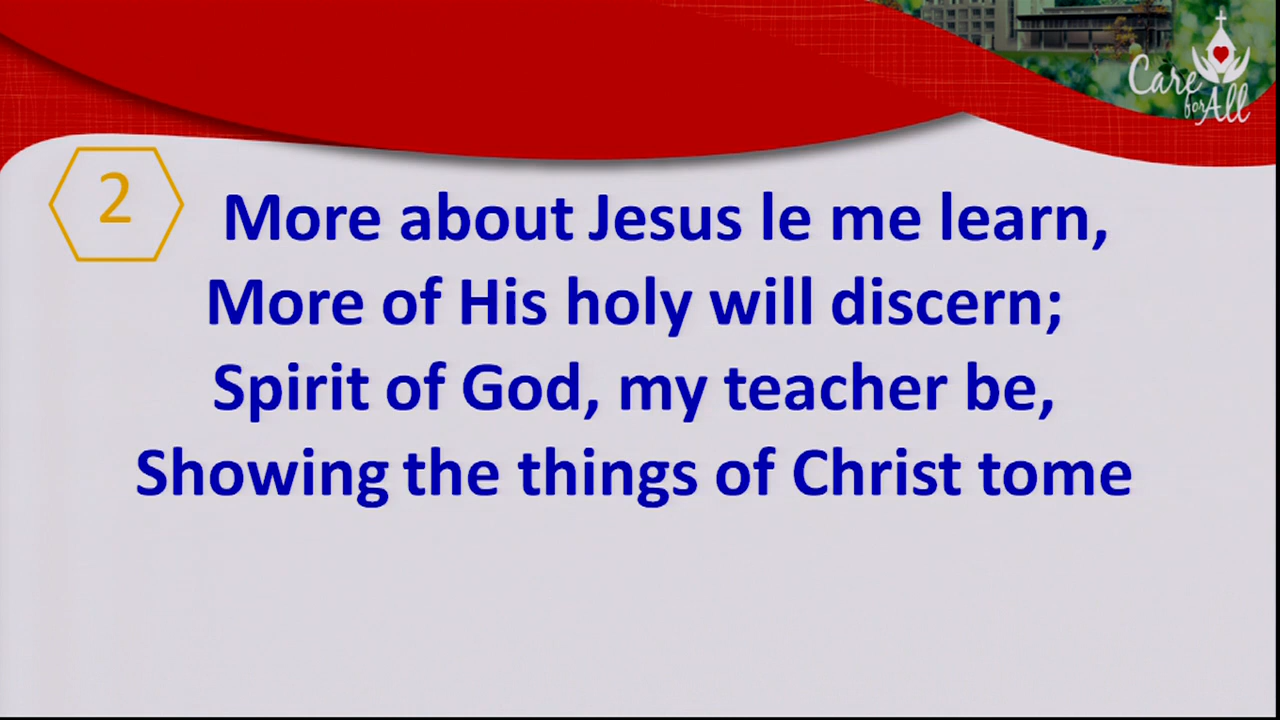 Care
for All
2
More about Jesus le me learn,
More of His holy will discern;
Spirit of God, my teacher be,
Showing the things of Christ tome